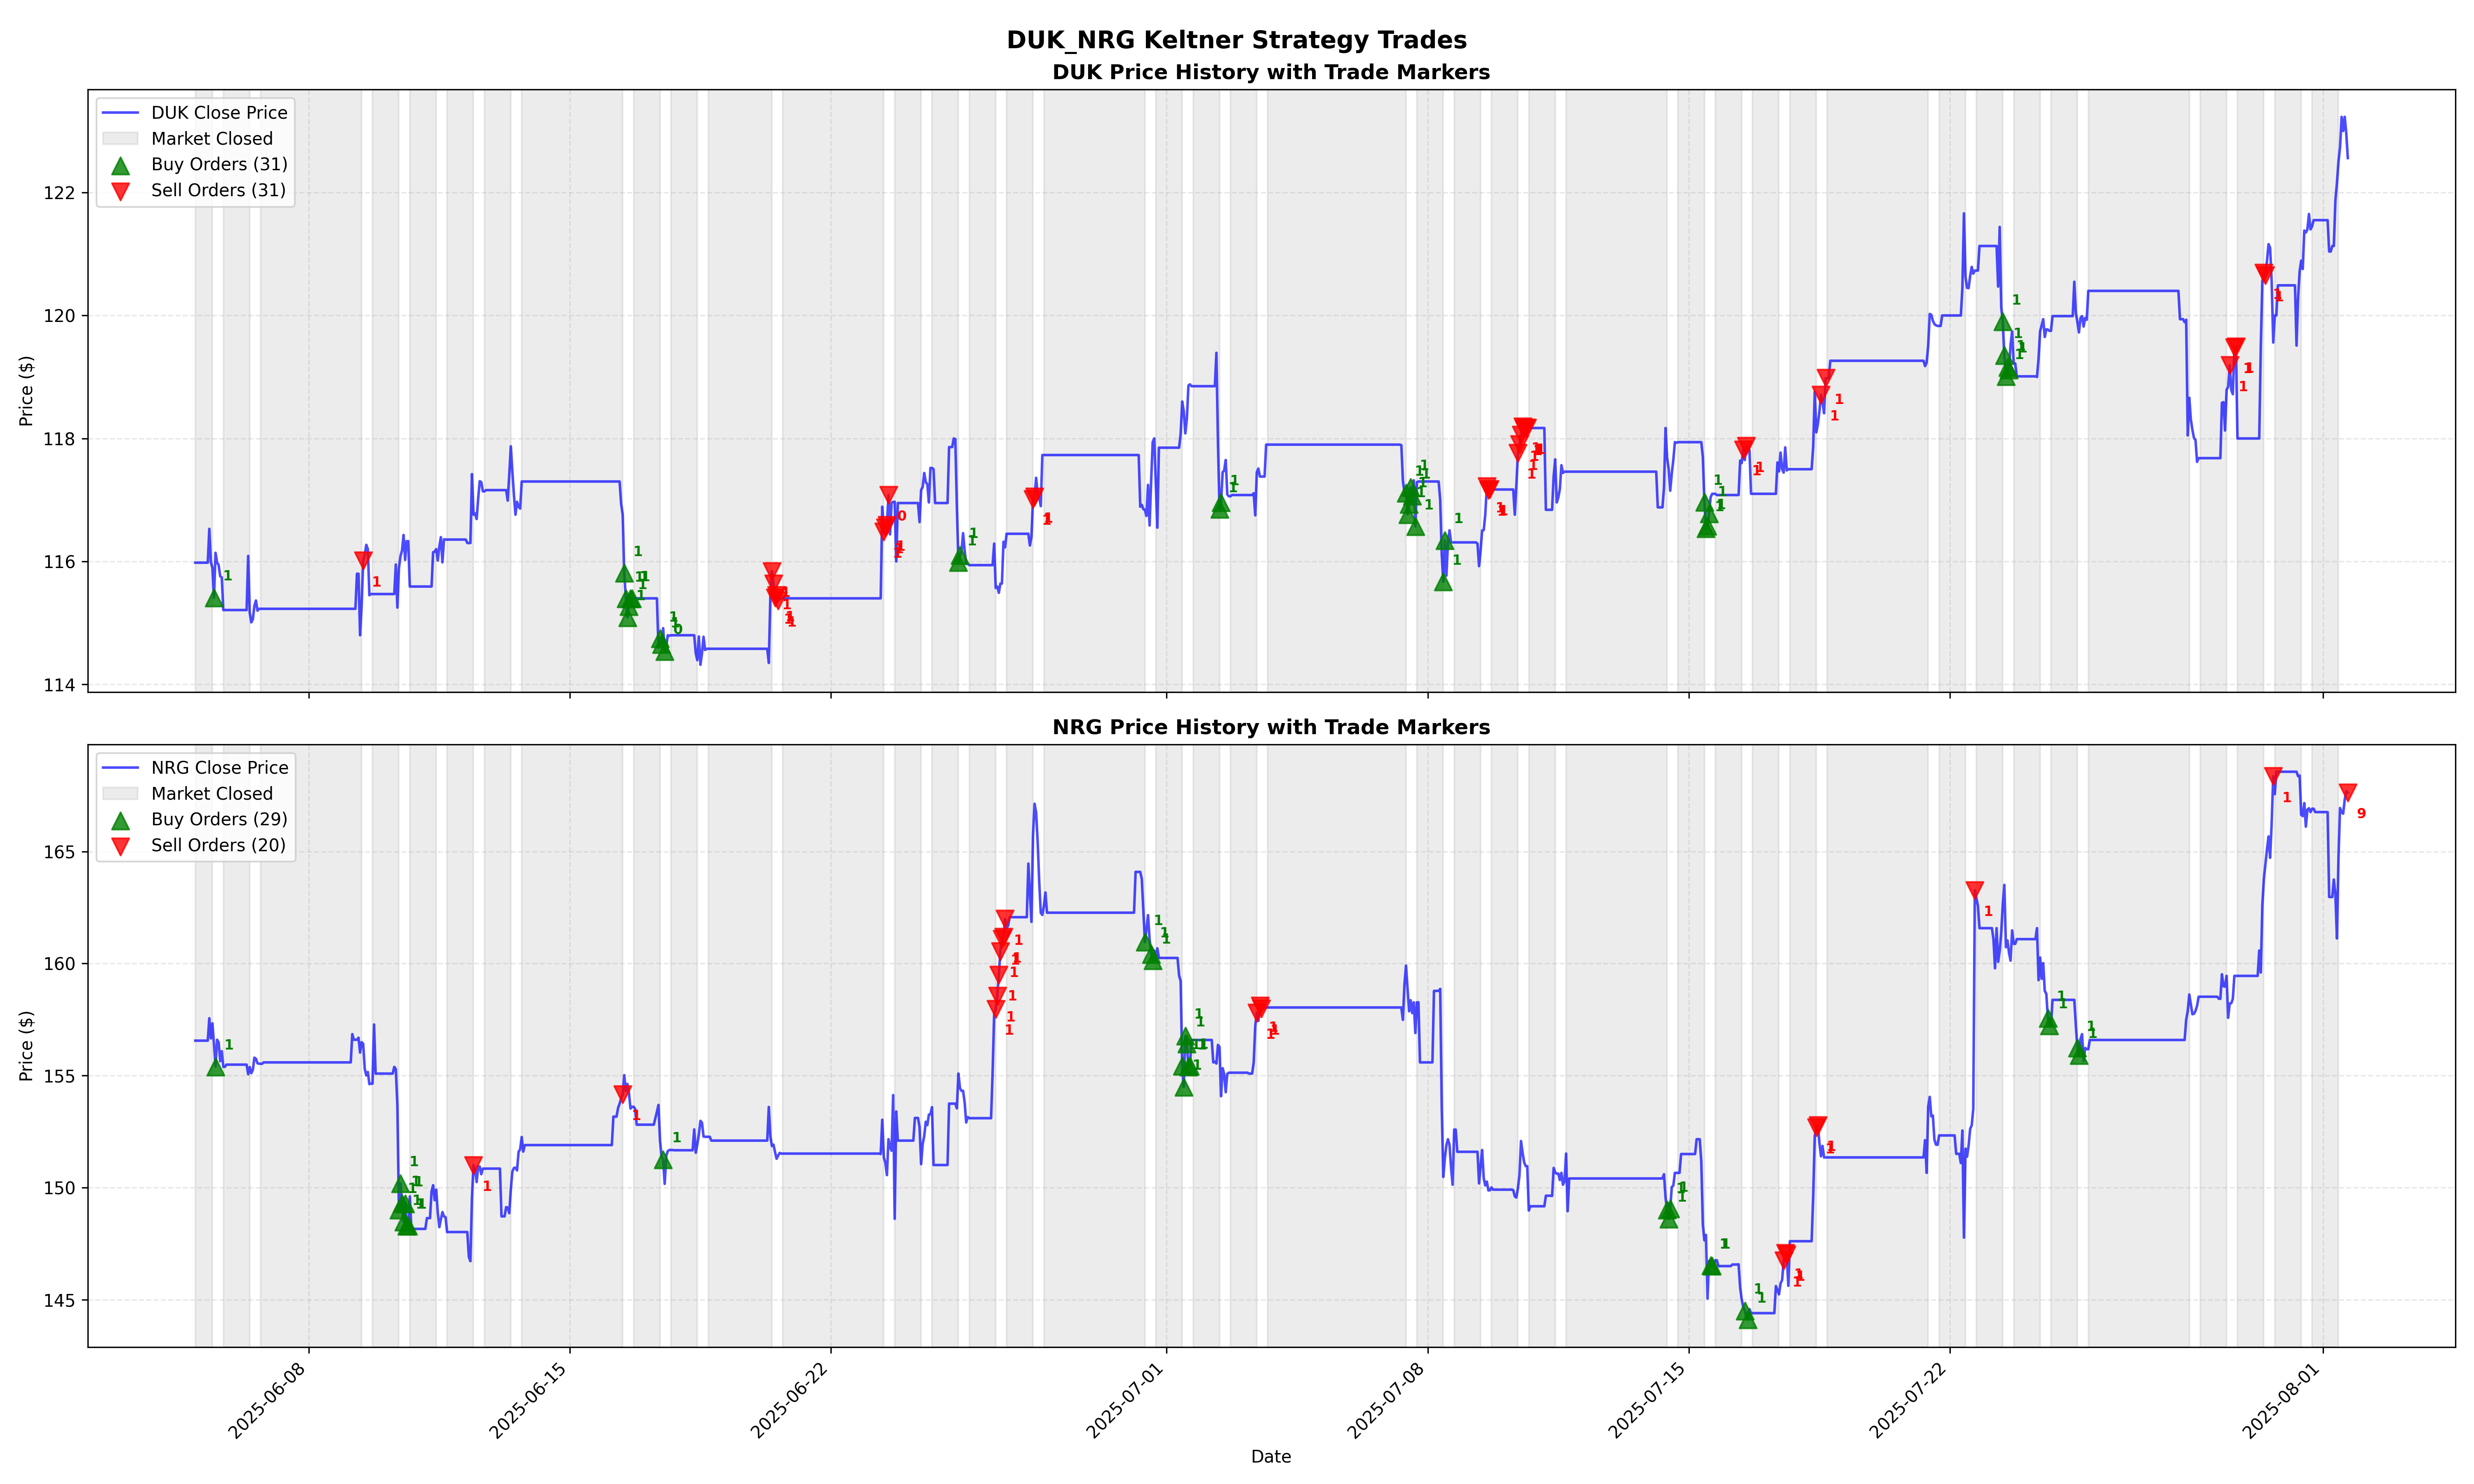 DUK_NRG Keltner Strategy Trades
DUK Price History with Trade Markers
DUK Close Price
Market Closed
Buy Orders (31)
Sell Orders (31)
Price ($)
122
120
118
116
114
NRG Price History with Trade Markers
NRG Close Price
Market Closed
Buy Orders (29)
Sell Orders (20)
Price ($)
165
160
155
150
145
9
2025-06-08
2025-06-15
2025-06-22
2025-07-01
2025-07-08
2025-07-15
2025-07-22
2025-08-01
Date